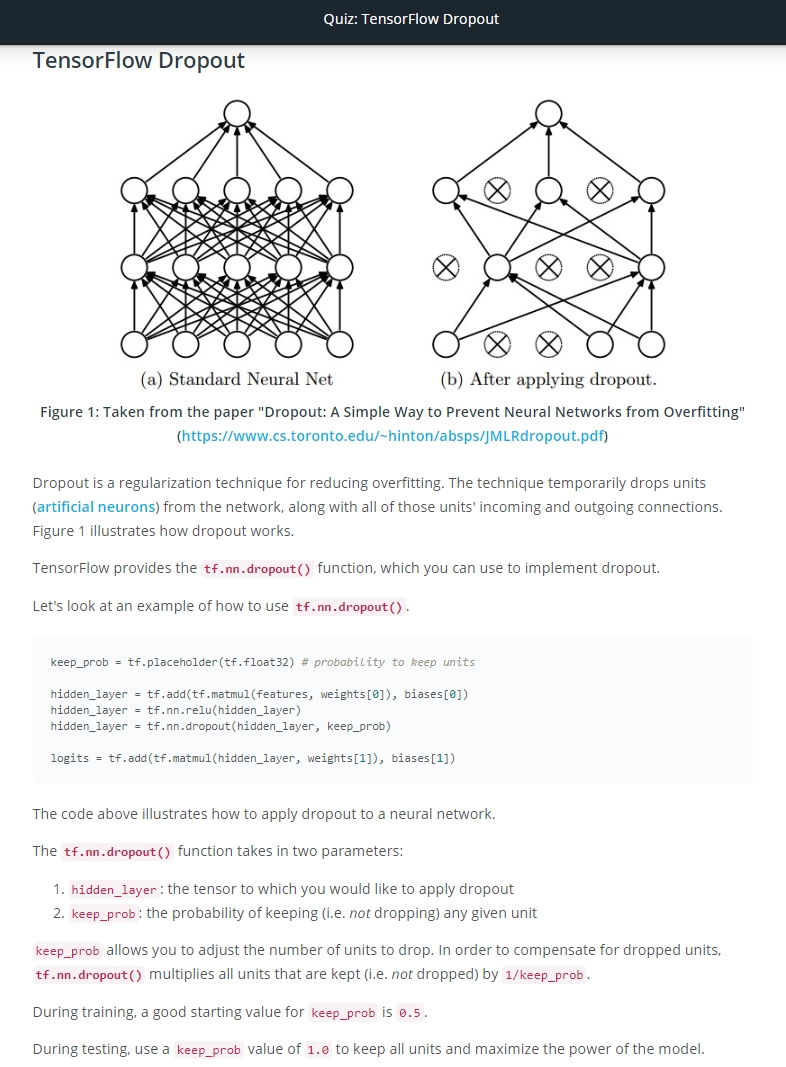 Quiz: TensorFlow Dropout
TensorFlow Dropout
(a) Standard Neural Net
(b) After applying dropout.
Figure 1: Taken from the paper "Dropout: A Simple Way to Prevent Neural Networks from Overfitting"
(https://www.cs.toronto.edu/~hinton/absps/JMLRdropout.pdf)
Dropout is a regularization technique for reducing overfitting. The technique temporarily drops units
(artificial neurons) from the network, along with all of those units' incoming and outgoing connections.
Figure 1 illustrates how dropout works.
TensorFlow provides the tf.nn.dropout() function, which you can use to implement dropout.
Let's look at an example of how to use tf.nn.dropout().
keep_prob = tf.placeholder(tf.float32) # probability to keep units
hidden_layer = tf.add(tf.matmul(features, weights[0]), biases[0])
hidden_layer = tf.nn.relu(hidden_layer)
hidden_layer = tf.nn.dropout(hidden_layer, keep_prob)
logits = tf.add(tf.matmul(hidden_layer, weights[1]), biases[1])
The code above illustrates how to apply dropout to a neural network.
The tf.nn.dropout() function takes in two parameters:
1. hidden_layer: the tensor to which you would like to apply dropout
2. keep_prob: the probability of keeping (i.e. not dropping) any given unit
keep_prob allows you to adjust the number of units to drop. In order to compensate for dropped units,
tf.nn.dropout() multiplies all units that are kept (i.e. not dropped) by 1/keep_prob.
During training, a good starting value for keep_prob is 0.5.
During testing, use a keep_prob value of 1.0 to keep all units and maximize the power of the model.